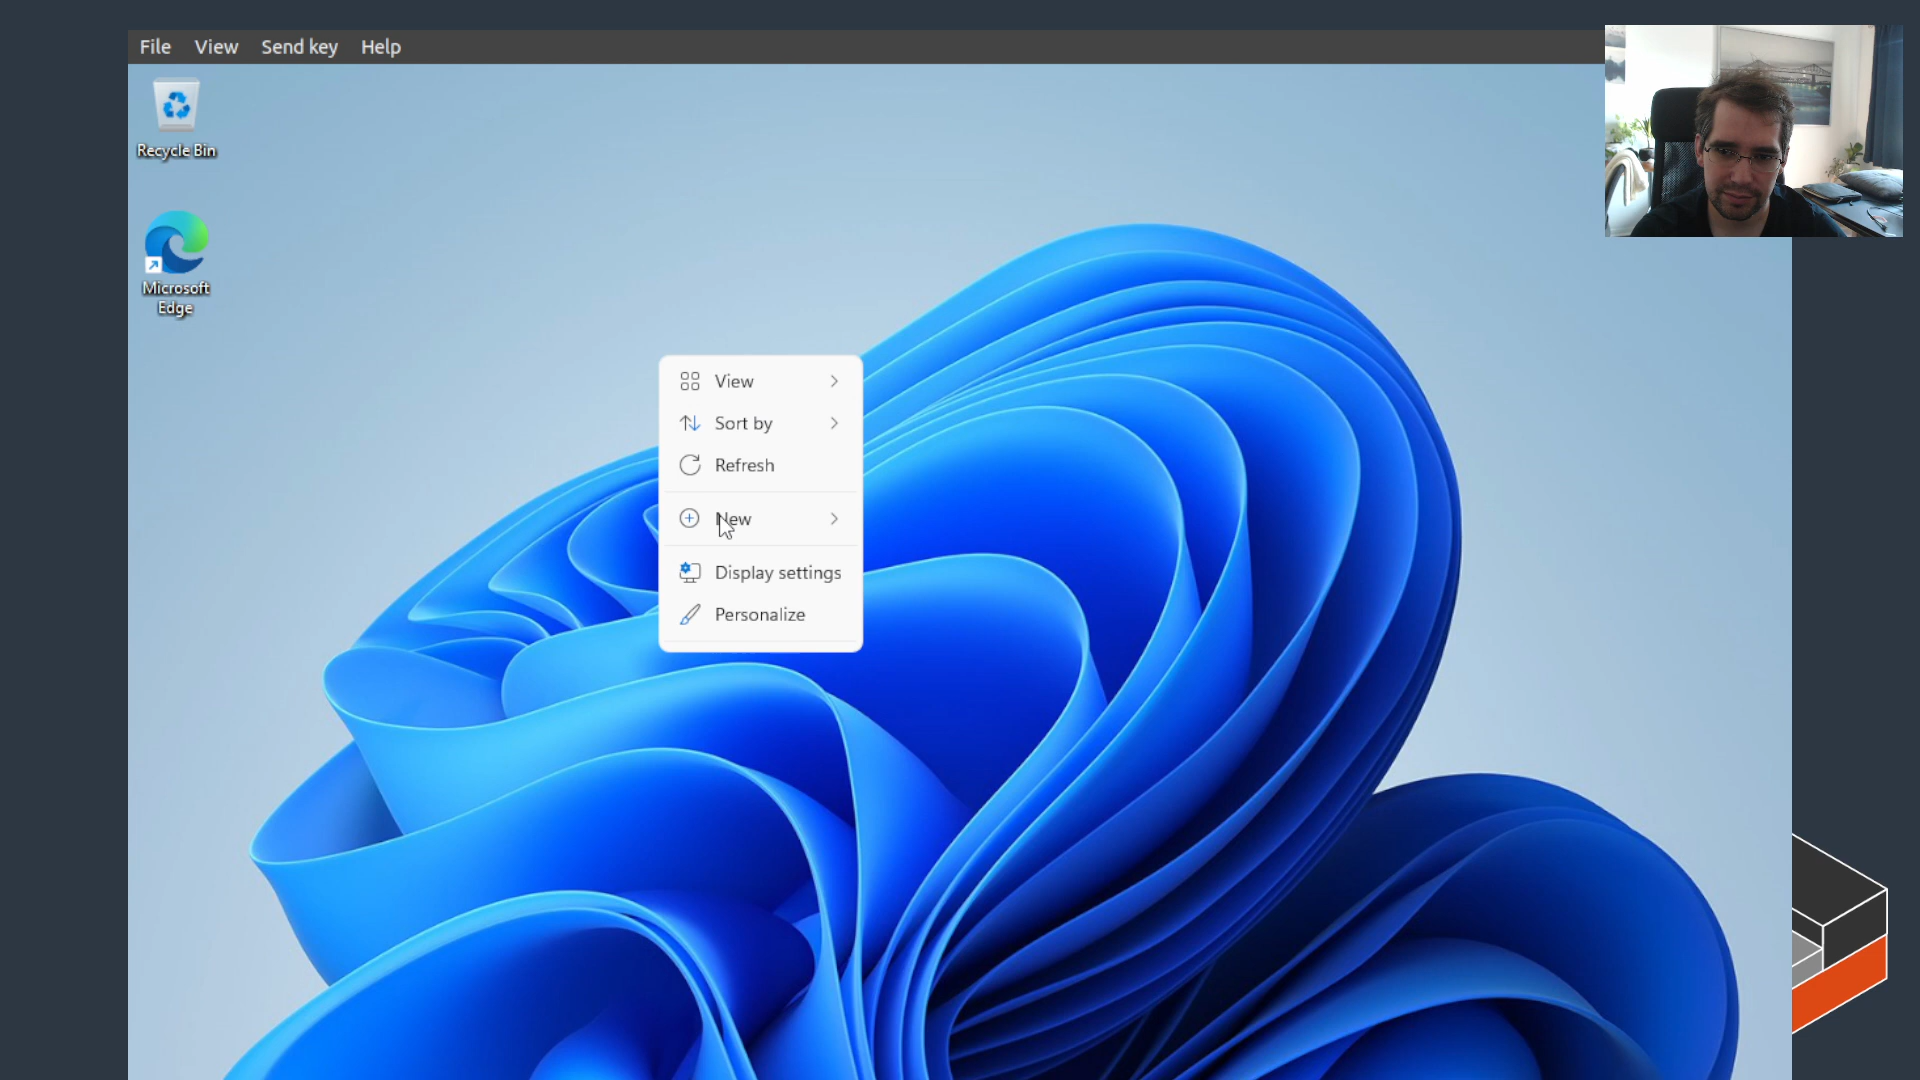 File View Send key Help
Recycle Bin
Microsoft
Edge
View
Sort by
Refresh
New
Display settings
Personalize